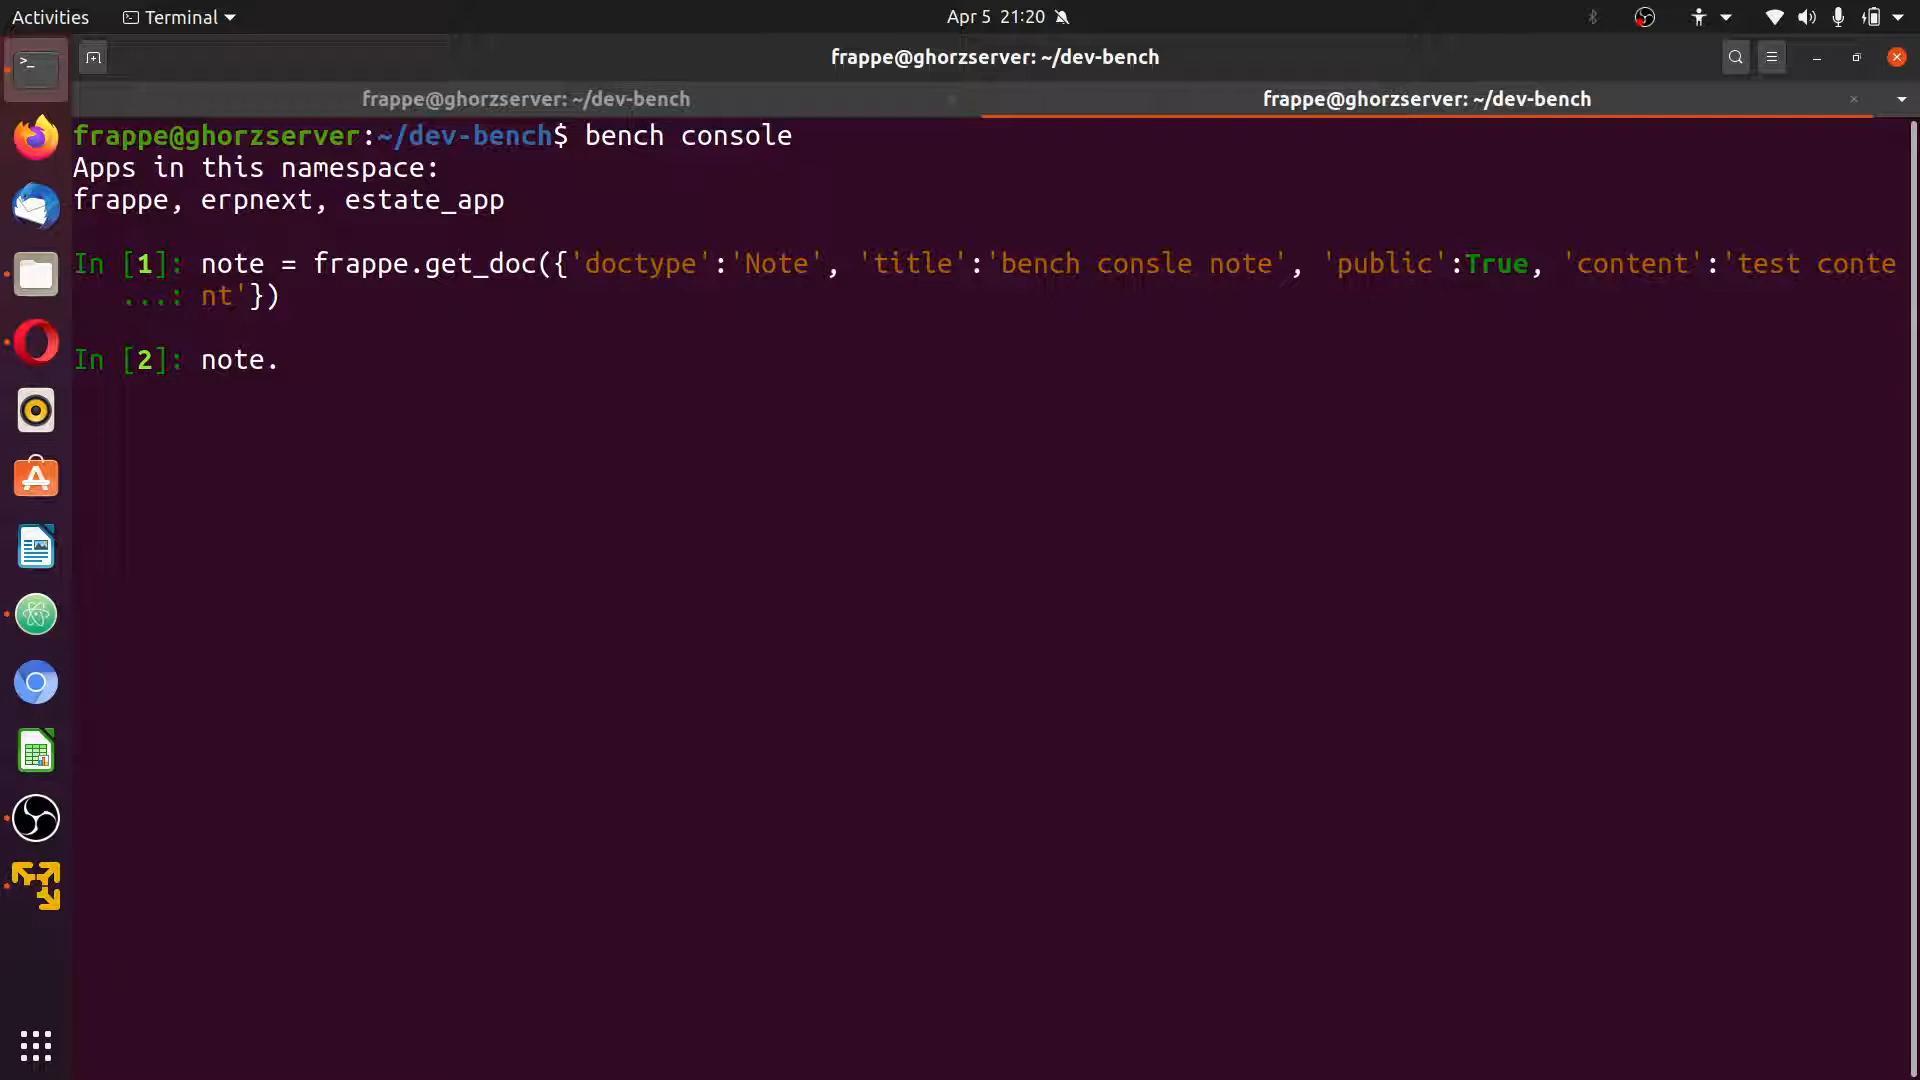 Activities Terminal Apr 5 21:20
frappe@ghorzserver: ~/dev-bench
frappe@ghorzserver: ~/dev-bench frappe@ghorzserver: ~/dev-bench
frappe@ghorzserver:~/dev-bench$ bench console
Apps in this namespace:
frappe, erpnext, estate_app
In [1]: note = frappe.get_doc({'doctype':'Note', 'title':'bench consle note', 'public':True, 'content':'test conte
...: nt'})
In [2]: note.